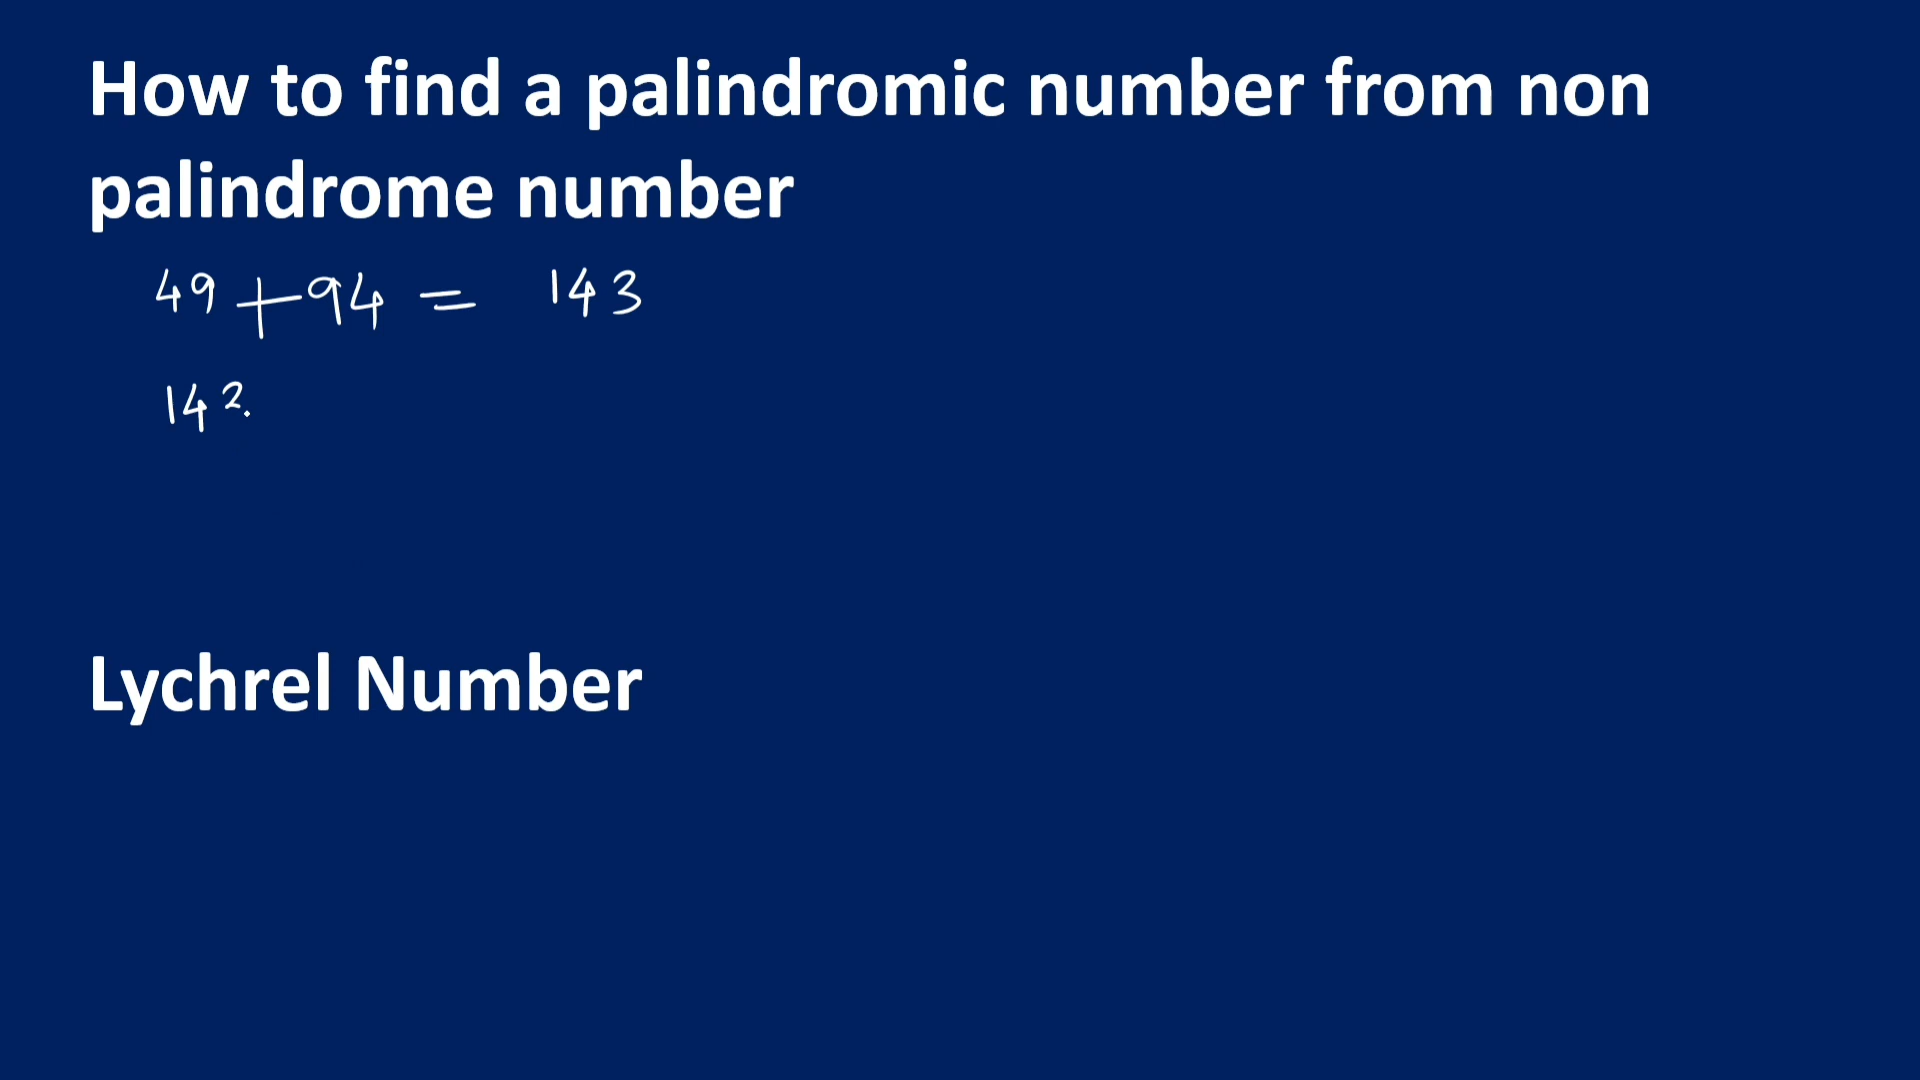 How to find a palindromic number from non
palindrome number
49 + 94 = 143
142
Lychrel Number